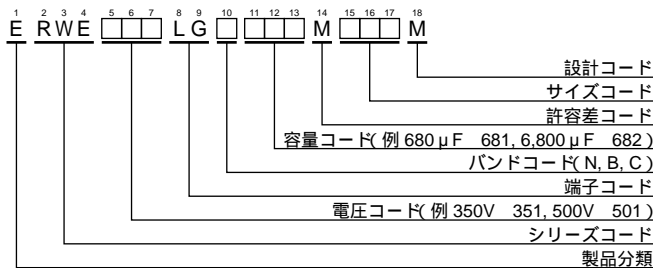 1 2 3 4 5 6 7 8 9 10 11 12 13 14 15 16 17 18
E RWE□□□ LG□□□□M□□□M
設計コード
サイズコード
許容差コード
容量コード( 例 680μF 681, 6,800μF 682 )
バンドコード( N, B, C )
端子コード
電圧コード( 例 350V 351, 500V 501 )
シリーズコード
製品分類